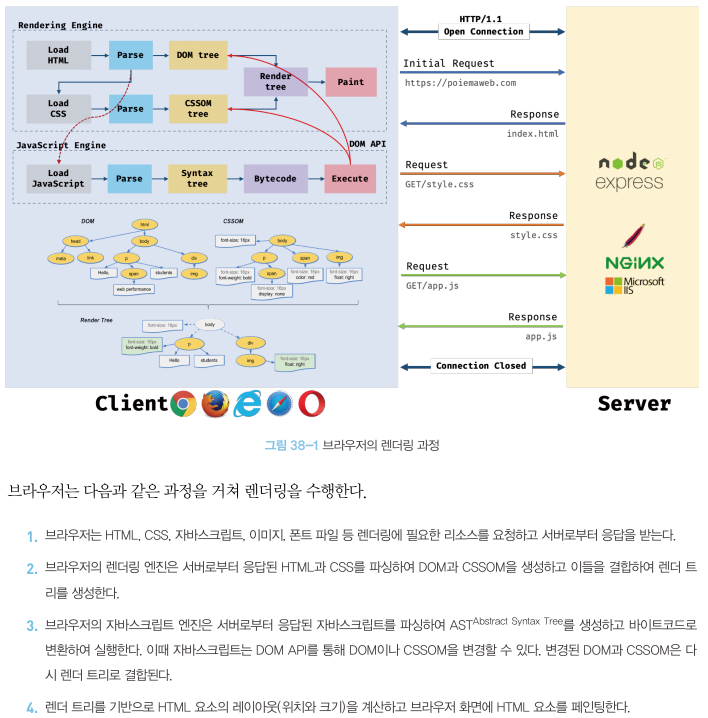 Rendering Engine
Load HTML
Parse
DOM tree
Render tree
Paint
Load CSS
Parse
CSSOM tree
JavaScript Engine
DOM API
Load JavaScript
Parse
Syntax tree
Bytecode
Execute
DOM
html
head
body
meta
link
p
div
Hello,
span
students
img
web performance
CSSOM
font-size: 16px
body
p
span
img
font-size: 16px
font-weight: bold
span
font-size: 16px
color: red
font-size: 16px
float: right
font-size: 16px
display: none
Render Tree
font-size: 16px
body
font-size: 16px
font-weight: bold
p
div
Hello
students
img
font-size: 16px
float: right
HTTP/1.1
Open Connection
Initial Request
https://poiemaweb.com
Response
index.html
Request
GET/style.css
Response
style.css
Request
GET/app.js
Response
app.js
Connection Closed
node JS
express
NGINX
Microsoft
IIS
Client
Server
그림 38-1 브라우저의 렌더링 과정
브라우저는 다음과 같은 과정을 거쳐 렌더링을 수행한다.
1. 브라우저는 HTML, CSS, 자바스크립트, 이미지, 폰트 파일 등 렌더링에 필요한 리소스를 요청하고 서버로부터 응답을 받는다.
2. 브라우저의 렌더링 엔진은 서버로부터 응답된 HTML과 CSS를 파싱하여 DOM과 CSSOM을 생성하고 이들을 결합하여 렌더 트
리를 생성한다.
3. 브라우저의 자바스크립트 엔진은 서버로부터 응답된 자바스크립트를 파싱하여 AST Abstract Syntax Tree를 생성하고 바이트코드로
변환하여 실행한다. 이때 자바스크립트는 DOM API를 통해 DOM이나 CSSOM을 변경할 수 있다. 변경된 DOM과 CSSOM은 다
시 렌더 트리로 결합된다.
4. 렌더 트리를 기반으로 HTML 요소의 레이아웃(위치와 크기)을 계산하고 브라우저 화면에 HTML 요소를 페인팅한다.